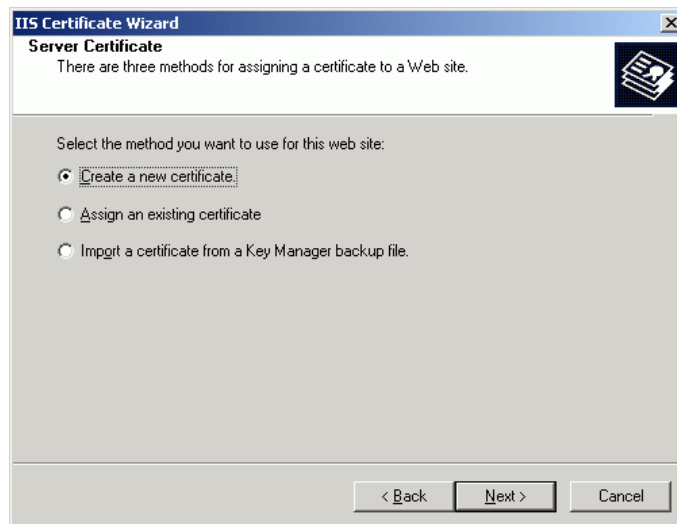 IIS Certificate Wizard
Server Certificate
There are three methods for assigning a certificate to a Web site.
Select the method you want to use for this web site:
Create a new certificate.
Assign an existing certificate
Import a certificate from a Key Manager backup file.
< Back Next > Cancel